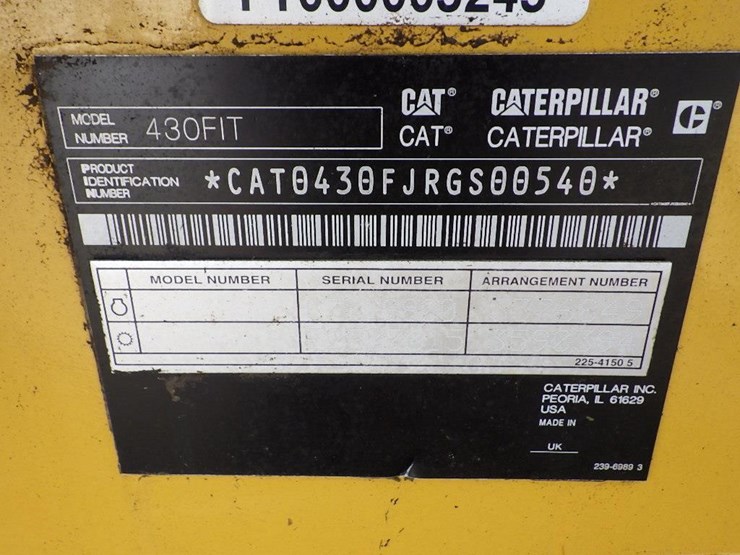 MODEL NUMBER 430FIT
CAT® CATERPILLAR®
CAT® CATERPILLAR®
PRODUCT IDENTIFICATION NUMBER *CAT0430FJRGS00540*
MODEL NUMBER SERIAL NUMBER ARRANGEMENT NUMBER
225-4150 5
CATERPILLAR INC.
PEORIA, IL 61629
USA
MADE IN
UK
239-6989 3